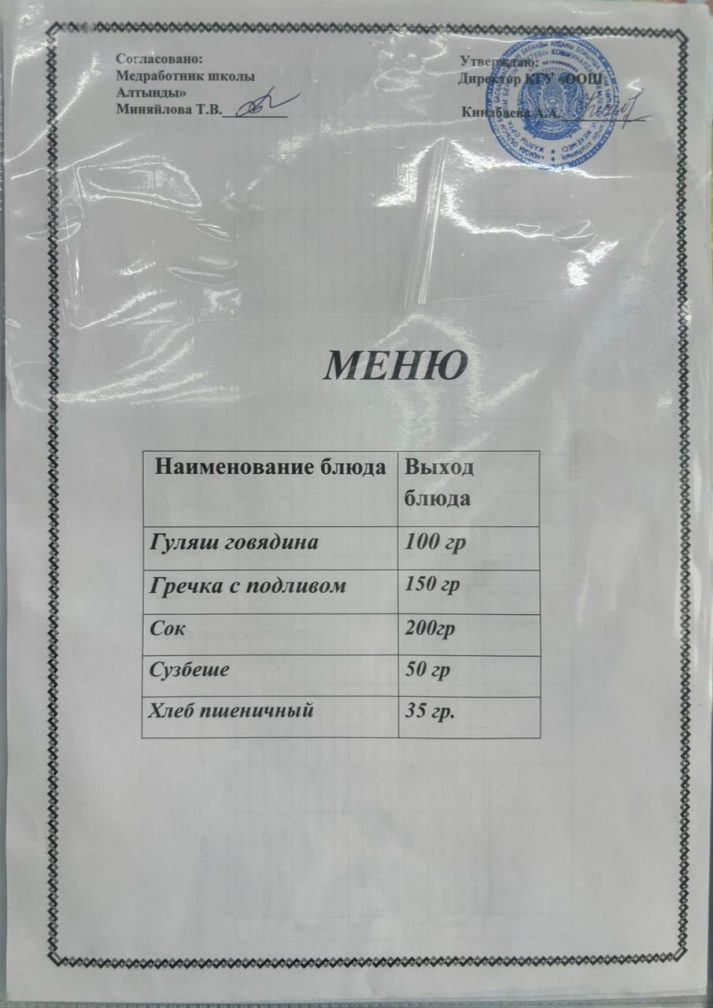 Согласовано:
Медработник школы
Алтынды»
Миняйлова Т.В.
Утверждаю:
Директор КГУ «ООШ
Кинабаева А.А.
МЕНЮ
Наименование блюда Выход блюда
Гуляш говядина 100 гр
Гречка с подливом 150 гр
Сок 200гр
Сузбеше 50 гр
Хлеб пшеничный 35 гр.